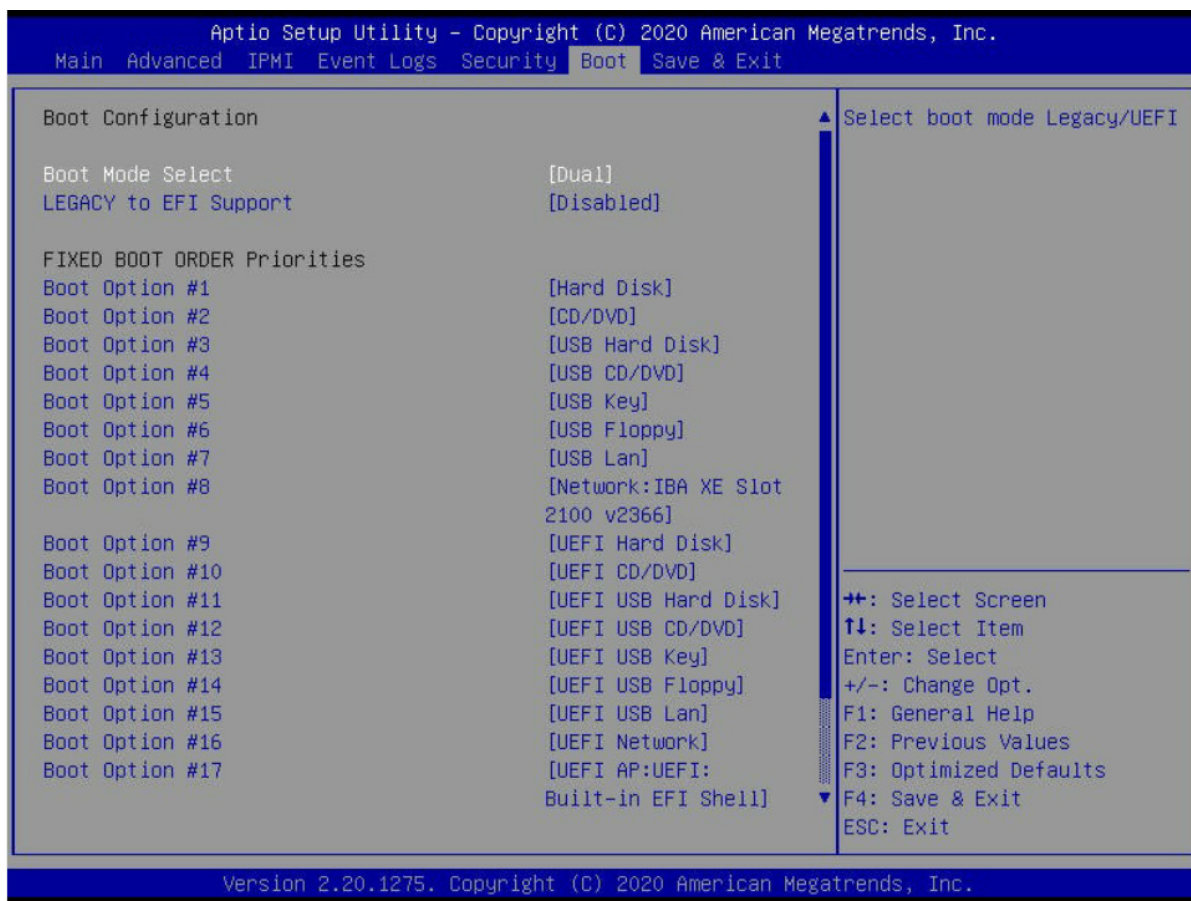 Aptio Setup Utility – Copyright (C) 2020 American Megatrends, Inc.
Main Advanced IPMI Event Logs Security Boot Save & Exit
Boot Configuration
Boot Mode Select [Dual]
LEGACY to EFI Support [Disabled]
FIXED BOOT ORDER Priorities
Boot Option #1 [Hard Disk]
Boot Option #2 [CD/DVD]
Boot Option #3 [USB Hard Disk]
Boot Option #4 [USB CD/DVD]
Boot Option #5 [USB Key]
Boot Option #6 [USB Floppy]
Boot Option #7 [USB Lan]
Boot Option #8 [Network:IBA XE Slot
2100 v2366]
Boot Option #9 [UEFI Hard Disk]
Boot Option #10 [UEFI CD/DVD]
Boot Option #11 [UEFI USB Hard Disk]
Boot Option #12 [UEFI USB CD/DVD]
Boot Option #13 [UEFI USB Key]
Boot Option #14 [UEFI USB Floppy]
Boot Option #15 [UEFI USB Lan]
Boot Option #16 [UEFI Network]
Boot Option #17 [UEFI AP:UEFI:
Built-in EFI Shell]
Select boot mode Legacy/UEFI
→←: Select Screen
↑↓: Select Item
Enter: Select
+/-: Change Opt.
F1: General Help
F2: Previous Values
F3: Optimized Defaults
F4: Save & Exit
ESC: Exit
Version 2.20.1275. Copyright (C) 2020 American Megatrends, Inc.